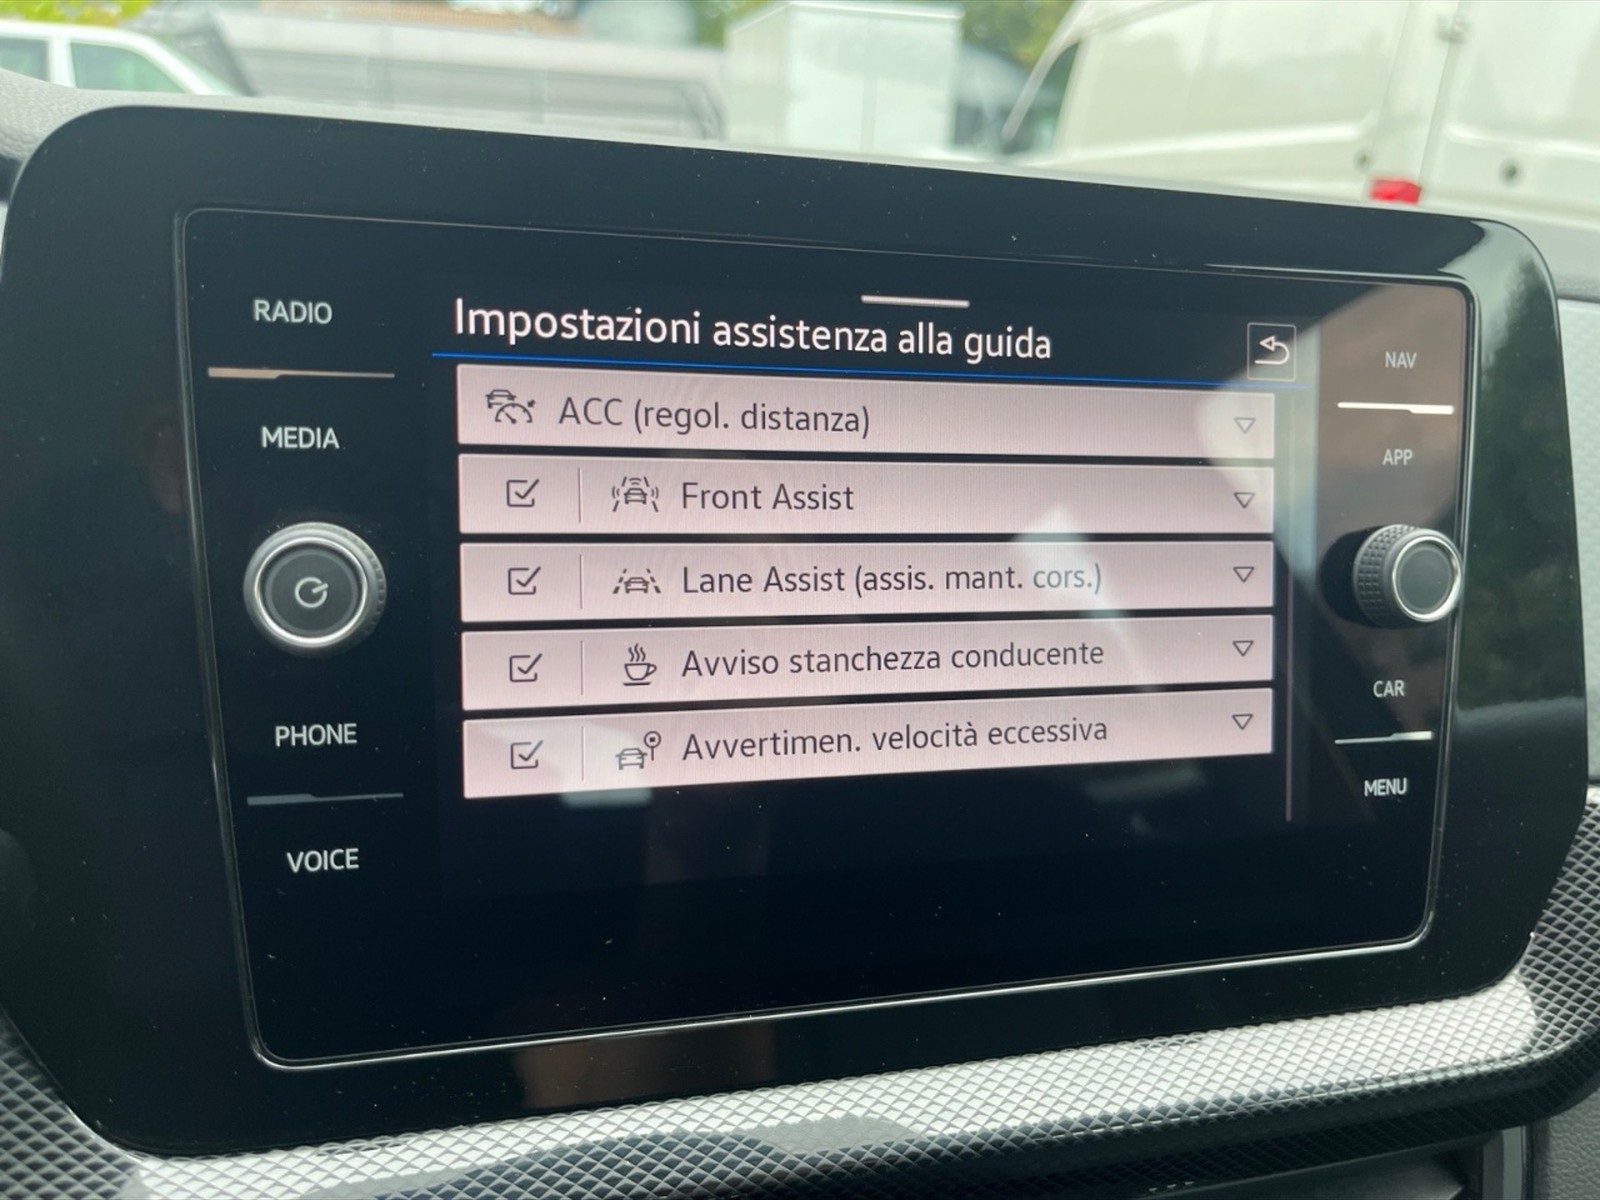 RADIO
MEDIA
PHONE
VOICE
Impostazioni assistenza alla guida
ACC (regol. distanza)
Front Assist
Lane Assist (assis. mant. cors.)
Avviso stanchezza conducente
Avvertimen. velocità eccessiva
NAV
APP
CAR
MENU